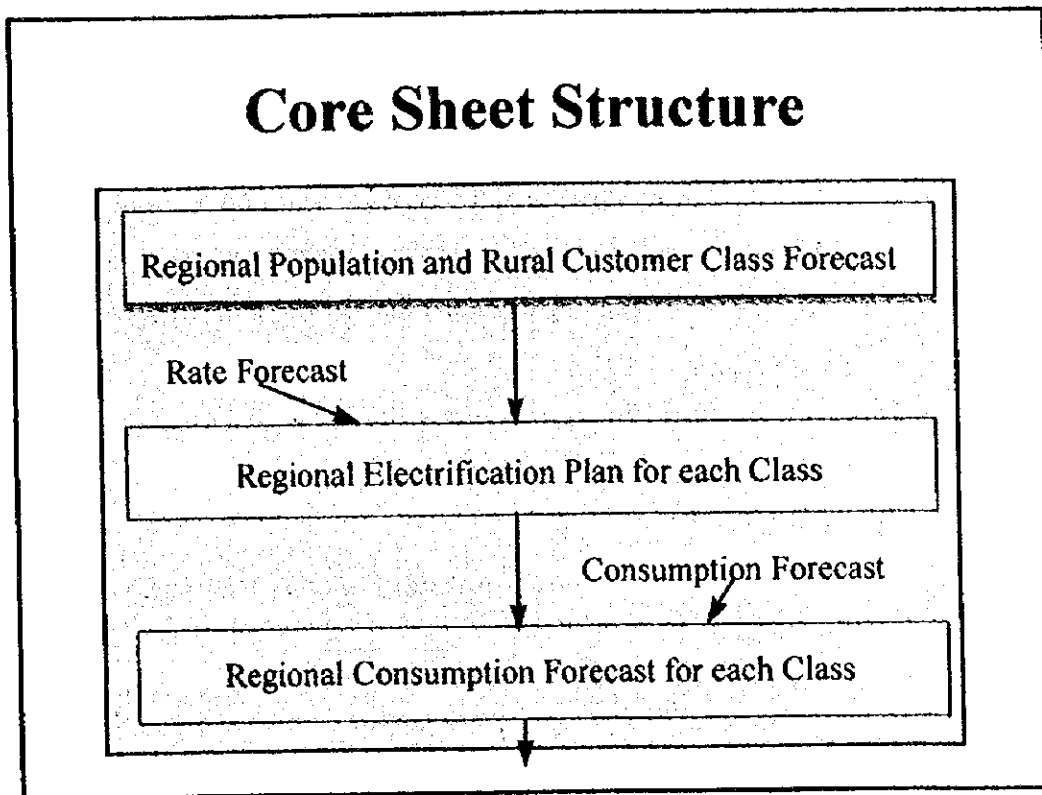 Core Sheet Structure
Regional Population and Rural Customer Class Forecast
Rate Forecast
Regional Electrification Plan for each Class
Consumption Forecast
Regional Consumption Forecast for each Class